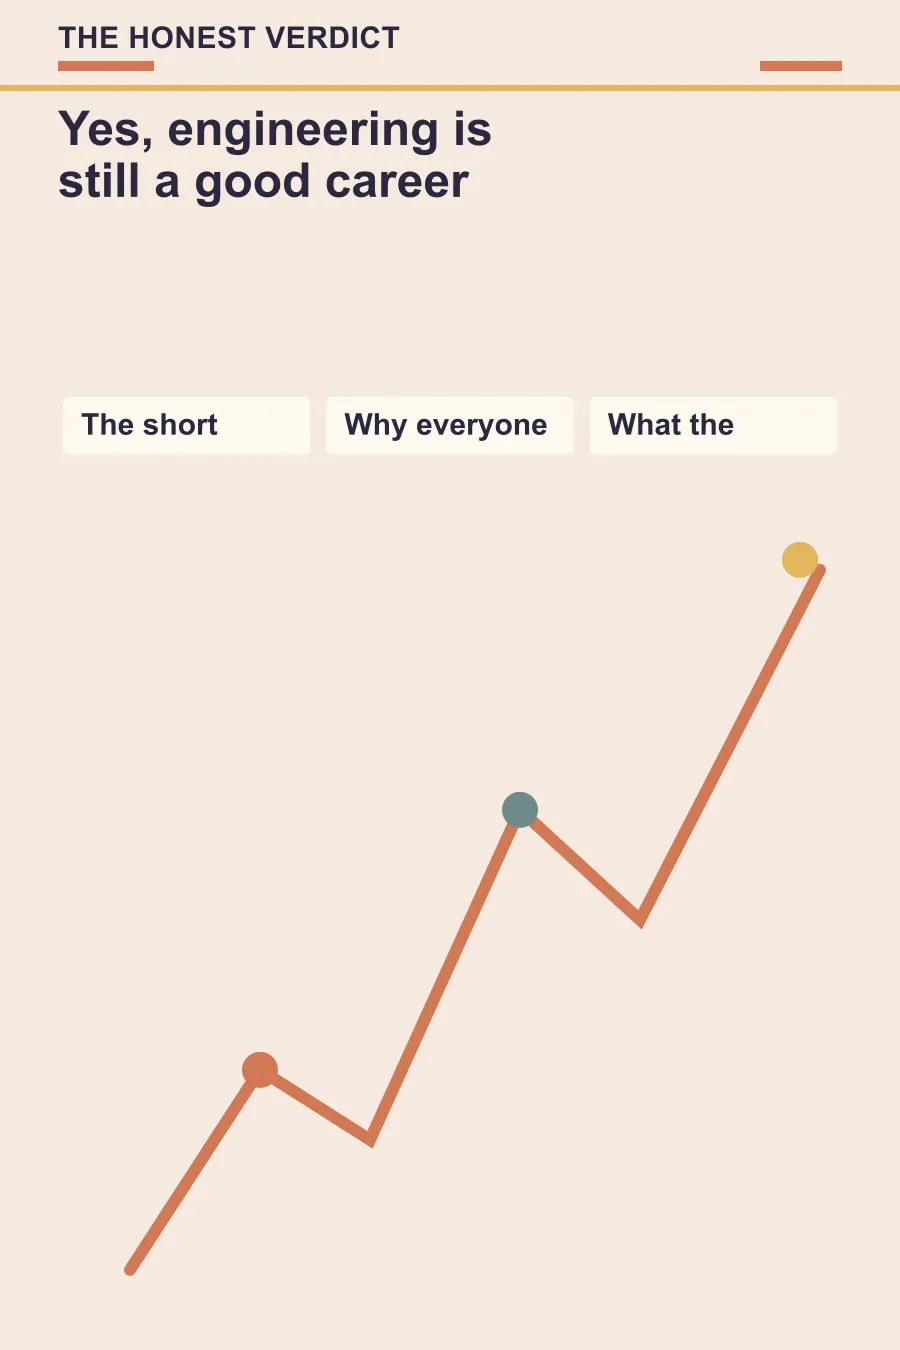 THE HONEST VERDICT
Yes, engineering is
still a good career
The short
Why everyone
What the